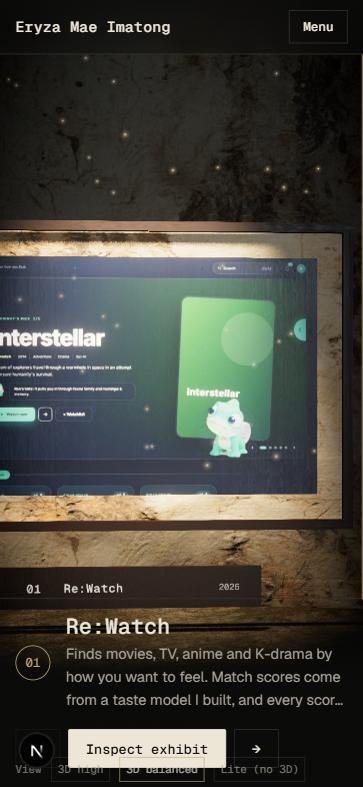 Eryza Mae Imatong
Menu
Search
nterstellar
Interstellar
01 Re:Watch 2026
Re:Watch
01
Finds movies, TV, anime and K-drama by
how you want to feel. Match scores come
from a taste model I built, and every scor…
N
Inspect exhibit →
View 3D high 3D balanced Lite (no 3D)